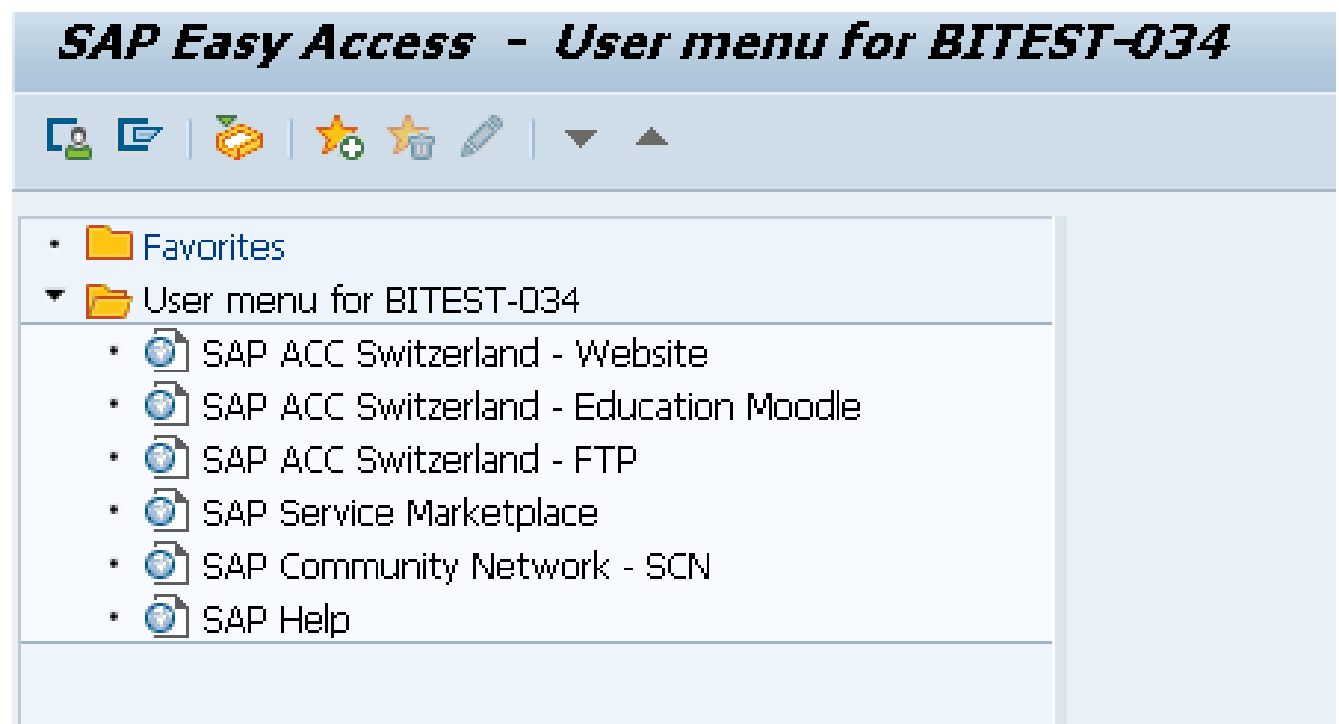 SAP Easy Access - User menu for BITEST-034
Favorites
User menu for BITEST-034
SAP ACC Switzerland - Website
SAP ACC Switzerland - Education Moodle
SAP ACC Switzerland - FTP
SAP Service Marketplace
SAP Community Network - SCN
SAP Help